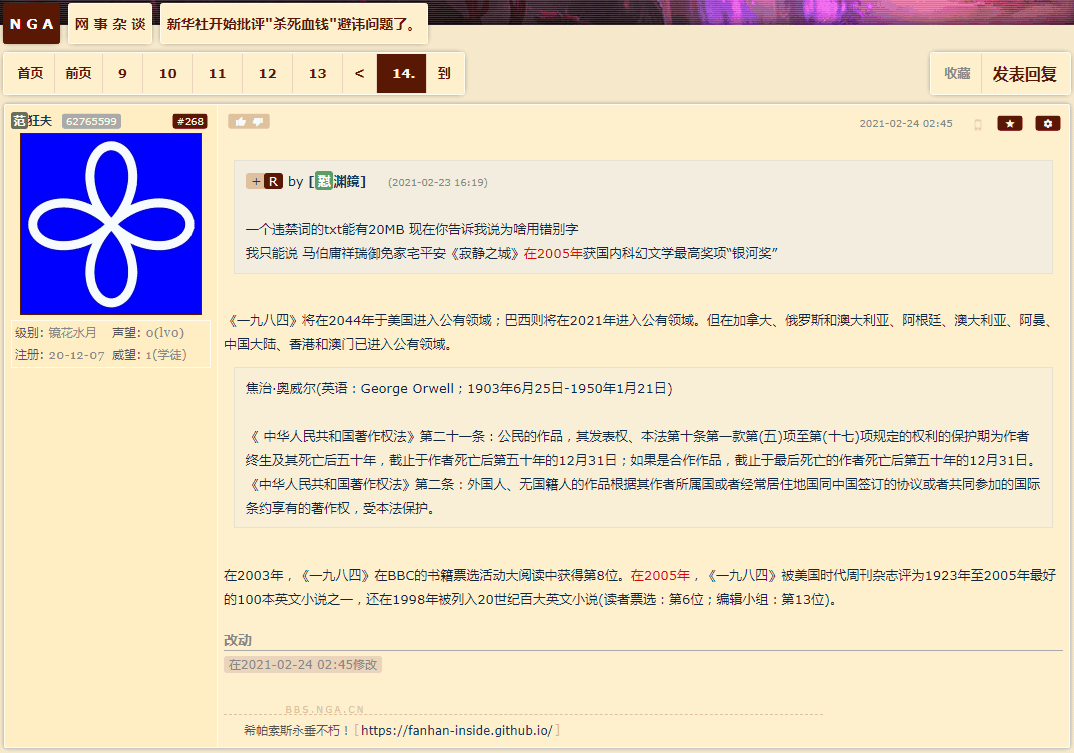 NGA 网事杂谈 新华社开始批评"杀死血钱"避讳问题了。
首页 前页 9 10 11 12 13 < 14. 到 收藏 发表回复
范狂夫 62765599 #268 2021-02-24 02:45
+ R by [怼渊鏡] (2021-02-23 16:19)
一个违禁词的txt能有20MB 现在你告诉我说为啥用错别字
我只能说 马伯庸祥瑞御免家宅平安《寂静之城》在2005年获国内科幻文学最高奖项“银河奖”
级别: 镜花水月 声望: 0(lv0)
注册: 20-12-07 威望: 1(学徒)
《一九八四》将在2044年于美国进入公有领域；巴西则将在2021年进入公有领域。但在加拿大、俄罗斯和澳大利亚、阿根廷、澳大利亚、阿曼、
中国大陆、香港和澳门已进入公有领域。
焦治·奥威尔(英语：George Orwell；1903年6月25日-1950年1月21日)
《 中华人民共和国著作权法》第二十一条：公民的作品，其发表权、本法第十条第一款第(五)项至第(十七)项规定的权利的保护期为作者
终生及其死亡后五十年，截止于作者死亡后第五十年的12月31日；如果是合作作品，截止于最后死亡的作者死亡后第五十年的12月31日。
《中华人民共和国著作权法》第二条：外国人、无国籍人的作品根据其作者所属国或者经常居住地国同中国签订的协议或者共同参加的国际
条约享有的著作权，受本法保护。
在2003年，《一九八四》在BBC的书籍票选活动大阅读中获得第8位。在2005年，《一九八四》被美国时代周刊杂志评为1923年至2005年最好
的100本英文小说之一，还在1998年被列入20世纪百大英文小说(读者票选：第6位；编辑小组：第13位)。
改动
在2021-02-24 02:45修改
BBS.NGA.CN
希帕索斯永垂不朽！[https://fanhan-inside.github.io/]